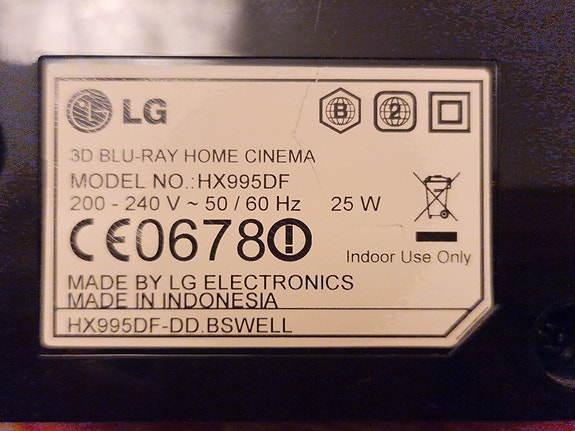 LG
B 2
3D BLU-RAY HOME CINEMA
MODEL NO.:HX995DF
200 - 240 V ~ 50 / 60 Hz 25 W
CE0678
Indoor Use Only
MADE BY LG ELECTRONICS
MADE IN INDONESIA
HX995DF-DD.BSWELL